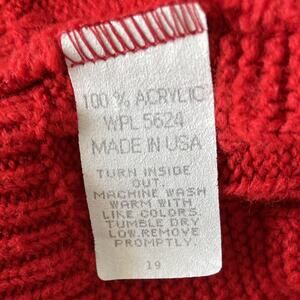 100 % ACRYLIC
WPL 5624
MADE IN USA
TURN INSIDE
OUT.
MACHINE WASH
WARM WITH
LIKE COLORS.
TUMBLE DRY
LOW.REMOVE
PROMPTLY.
19